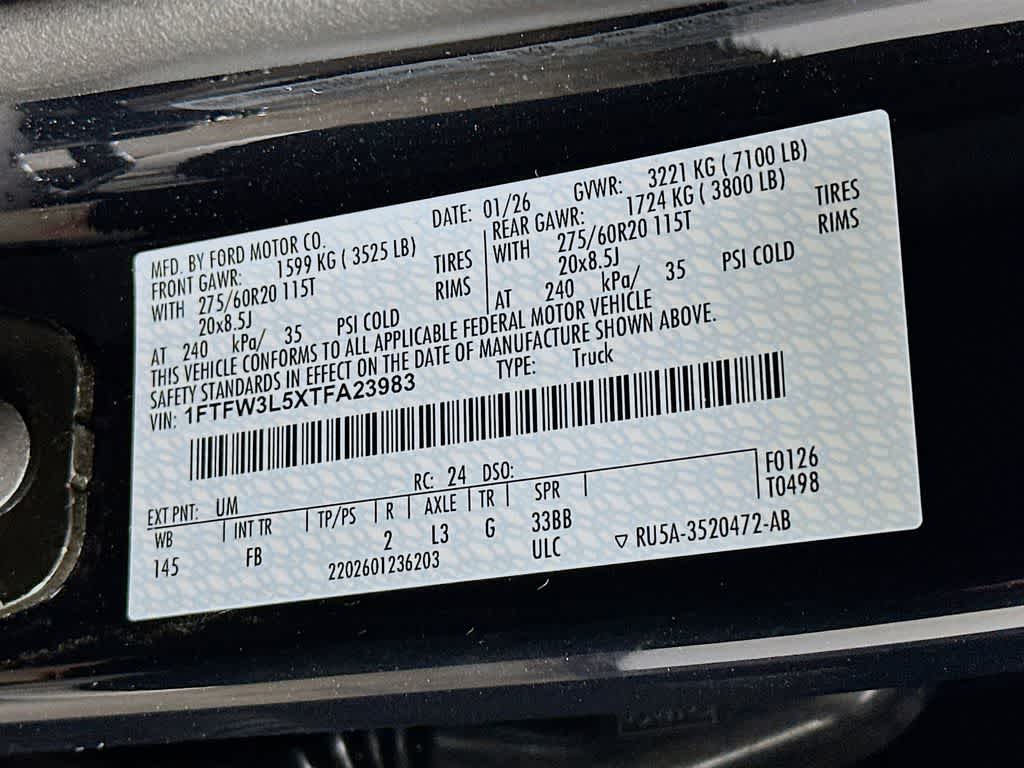 MFD. BY FORD MOTOR CO.
DATE: 01/26 GVWR: 3221 KG ( 7100 LB)
FRONT GAWR: 1599 KG ( 3525 LB)
WITH 275/60R20 115T TIRES
20x8.5J RIMS
AT 240 kPa/ 35 PSI COLD
REAR GAWR: 1724 KG ( 3800 LB)
WITH 275/60R20 115T TIRES
20x8.5J RIMS
AT 240 kPa/ 35 PSI COLD
THIS VEHICLE CONFORMS TO ALL APPLICABLE FEDERAL MOTOR VEHICLE
SAFETY STANDARDS IN EFFECT ON THE DATE OF MANUFACTURE SHOWN ABOVE.
VIN: 1FTFW3L5XTFA23983 TYPE: Truck
EXT PNT: UM RC: 24 DSO: F0126
WB INT TR TP/PS R AXLE TR SPR T0498
145 FB 2 L3 G 33BB
2202601236203 ULC ▽ RU5A-3520472-AB